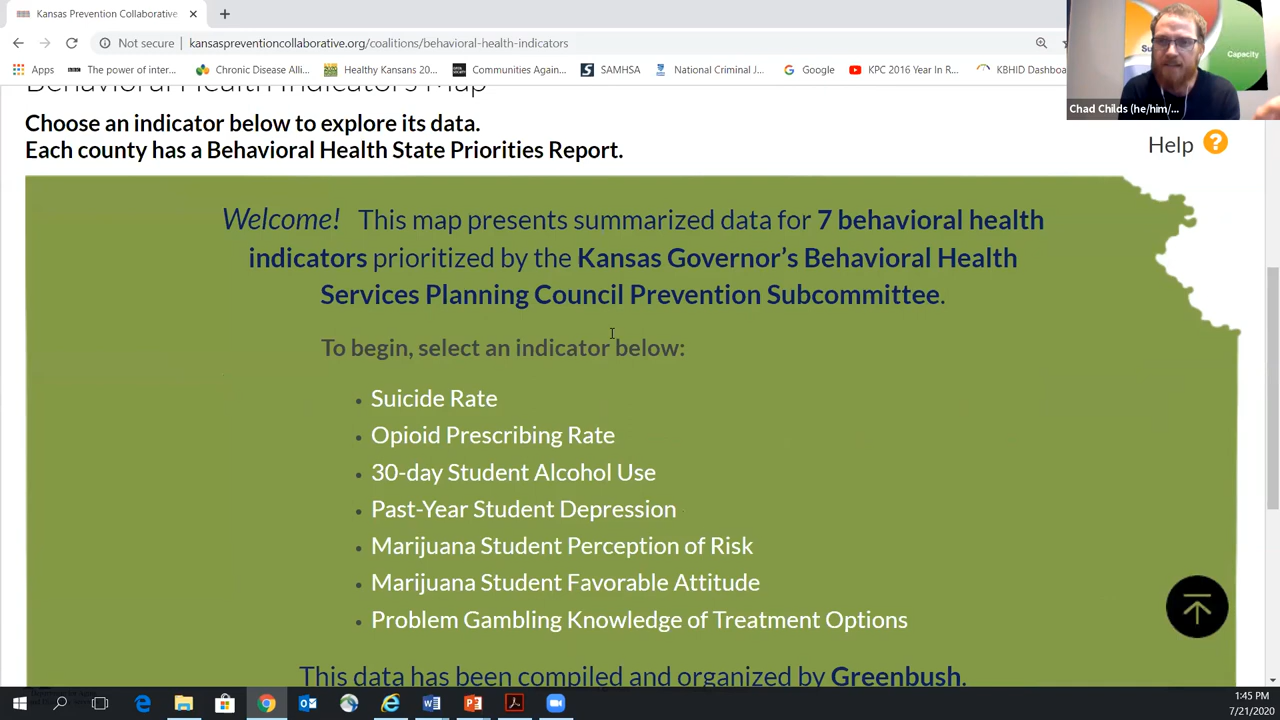 Kansas Prevention Collaborative
Not secure kansaspreventioncollaborative.org/coalitions/behavioral-health-indicators
Apps The power of inter... Chronic Disease Alli... Healthy Kansans 20... Communities Again... SAMHSA National Criminal J... Google KPC 2016 Year In R... KBHID Dashboa
Capacity
Chad Childs (he/him/...
Behavioral Health Indicators Map
Choose an indicator below to explore its data.
Each county has a Behavioral Health State Priorities Report.
Help ?
Welcome! This map presents summarized data for 7 behavioral health
indicators prioritized by the Kansas Governor’s Behavioral Health
Services Planning Council Prevention Subcommittee.
To begin, select an indicator below:
• Suicide Rate
• Opioid Prescribing Rate
• 30-day Student Alcohol Use
• Past-Year Student Depression
• Marijuana Student Perception of Risk
• Marijuana Student Favorable Attitude
• Problem Gambling Knowledge of Treatment Options
This data has been compiled and organized by Greenbush.
1:45 PM
7/21/2020